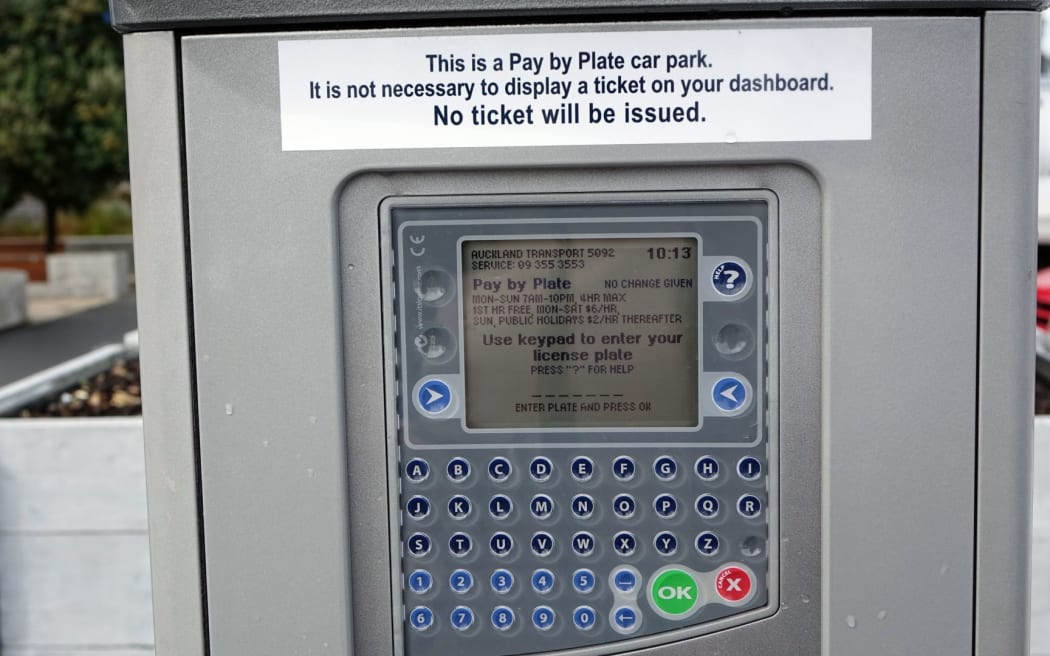 This is a Pay by Plate car park.
It is not necessary to display a ticket on your dashboard.
No ticket will be issued.
AUCKLAND TRANSPORT 5092 10:13
SERVICE: 09 355 3553
Pay by Plate NO CHANGE GIVEN
MON-SUN 7AM-10PM, 4HR MAX
1ST HR FREE, MON-SAT $6/HR,
SUN, PUBLIC HOLIDAYS $2/HR THEREAFTER
Use keypad to enter your
license plate
PRESS "?" FOR HELP
_ _ _ _ _ _ _
ENTER PLATE AND PRESS OK
CE
HELP ?
A B C D E F G H I
J K L M N O P Q R
S T U V W X Y Z
1 2 3 4 5
OK
CANCEL X
6 7 8 9 0